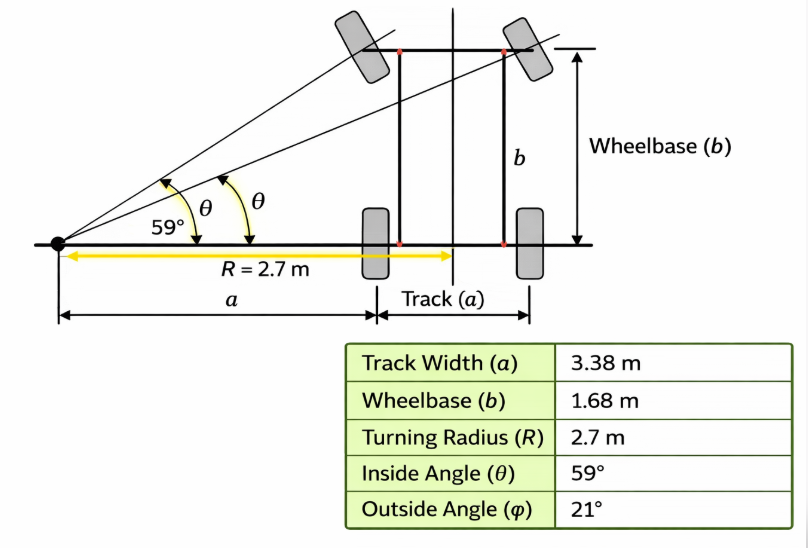 Wheelbase (b)
b
θ
θ
59°
R = 2.7 m
a
Track (a)
Track Width (a) 3.38 m
Wheelbase (b) 1.68 m
Turning Radius (R) 2.7 m
Inside Angle (θ) 59°
Outside Angle (φ) 21°